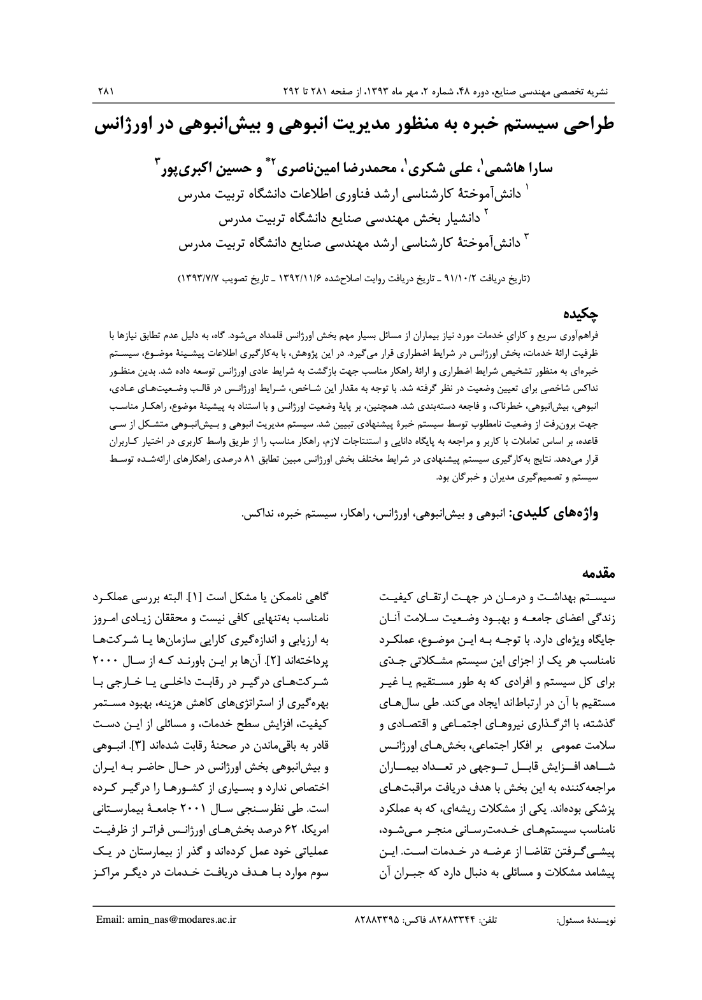 نشریه تخصصی مهندسی صنایع، دوره ۴۸، شماره ۲، مهر ماه ۱۳۹۳، از صفحه ۲۸۱ تا ۲۹۲ ۲۸۱
طراحی سیستم خبره به منظور مدیریت انبوهی و بیش‌انبوهی در اورژانس
سارا هاشمی۱، علی شکری۱، محمدرضا امین‌ناصری۲* و حسین اکبری‌پور۳
۱ دانش‌آموختۀ کارشناسی ارشد فناوری اطلاعات دانشگاه تربیت مدرس
۲ دانشیار بخش مهندسی صنایع دانشگاه تربیت مدرس
۳ دانش‌آموختۀ کارشناسی ارشد مهندسی صنایع دانشگاه تربیت مدرس
(تاریخ دریافت ۹۱/۱۰/۲ ـ تاریخ دریافت روایت اصلاح‌شده ۱۳۹۲/۱۱/۶ ـ تاریخ تصویب ۱۳۹۳/۷/۷)
چکیده
فراهم‌آوری سریع و کارایِ خدمات مورد نیاز بیماران از مسائل بسیار مهم بخش اورژانس قلمداد می‌شود. گاه، به دلیل عدم تطابق نیازها با
ظرفیت ارائۀ خدمات، بخش اورژانس در شرایط اضطراری قرار می‌گیرد. در این پژوهش، با به‌کارگیری اطلاعات پیشینۀ موضوع، سیستم
خبره‌ای به منظور تشخیص شرایط اضطراری و ارائۀ راهکار مناسب جهت بازگشت به شرایط عادی اورژانس توسعه داده شد. بدین منظور
نداکس شاخصی برای تعیین وضعیت در نظر گرفته شد. با توجه به مقدار این شاخص، شرایط اورژانس در قالب وضعیت‌های عادی،
انبوهی، بیش‌انبوهی، خطرناک، و فاجعه دسته‌بندی شد. همچنین، بر پایۀ وضعیت اورژانس و با استناد به پیشینۀ موضوع، راهکار مناسب
جهت برون‌رفت از وضعیت نامطلوب توسط سیستم خبرۀ پیشنهادی تبیین شد. سیستم مدیریت انبوهی و بیش‌انبوهی متشکل از سی
قاعده، بر اساس تعاملات با کاربر و مراجعه به پایگاه دانایی و استنتاجات لازم، راهکار مناسب را از طریق واسط کاربری در اختیار کاربران
قرار می‌دهد. نتایج به‌کارگیری سیستم پیشنهادی در شرایط مختلف بخش اورژانس مبین تطابق ۸۱ درصدی راهکارهای ارائه‌شده توسط
سیستم و تصمیم‌گیری مدیران و خبرگان بود.
واژه‌های کلیدی: انبوهی و بیش‌انبوهی، اورژانس، راهکار، سیستم خبره، نداکس.
مقدمه
سیستم بهداشت و درمان در جهت ارتقای کیفیت
زندگی اعضای جامعه و بهبود وضعیت سلامت آنان
جایگاه ویژه‌ای دارد. با توجه به این موضوع، عملکرد
نامناسب هر یک از اجزای این سیستم مشکلاتی جدّی
برای کل سیستم و افرادی که به طور مستقیم یا غیر
مستقیم با آن در ارتباط‌اند ایجاد می‌کند. طی سال‌های
گذشته، با اثرگذاری نیروهای اجتماعی و اقتصادی و
سلامت عمومی بر افکار اجتماعی، بخش‌های اورژانس
شاهد افزایش قابل توجهی در تعداد بیماران
مراجعه‌کننده به این بخش با هدف دریافت مراقبت‌های
پزشکی بوده‌اند. یکی از مشکلات ریشه‌ای، که به عملکرد
نامناسب سیستم‌های خدمت‌رسانی منجر می‌شود،
پیشی‌گرفتن تقاضا از عرضه در خدمات است. این
پیشامد مشکلات و مسائلی به دنبال دارد که جبران آن
گاهی ناممکن یا مشکل است [۱]. البته بررسی عملکرد
نامناسب به‌تنهایی کافی نیست و محققان زیادی امروز
به ارزیابی و اندازه‌گیری کارایی سازمان‌ها یا شرکت‌ها
پرداخته‌اند [۲]. آن‌ها بر این باورند که از سال ۲۰۰۰
شرکت‌های درگیر در رقابت داخلی یا خارجی با
بهره‌گیری از استراتژی‌های کاهش هزینه، بهبود مستمر
کیفیت، افزایش سطح خدمات، و مسائلی از این دست
قادر به باقی‌ماندن در صحنۀ رقابت شده‌اند [۳]. انبوهی
و بیش‌انبوهی بخش اورژانس در حال حاضر به ایران
اختصاص ندارد و بسیاری از کشورها را درگیر کرده
است. طی نظرسنجی سال ۲۰۰۱ جامعۀ بیمارستانی
امریکا، ۶۲ درصد بخش‌های اورژانس فراتر از ظرفیت
عملیاتی خود عمل کرده‌اند و گذر از بیمارستان در یک
سوم موارد با هدف دریافت خدمات در دیگر مراکز
نویسندۀ مسئول: تلفن: ۸۲۸۸۳۳۴۴، فاکس: ۸۲۸۸۳۳۹۵ Email: amin_nas@modares.ac.ir